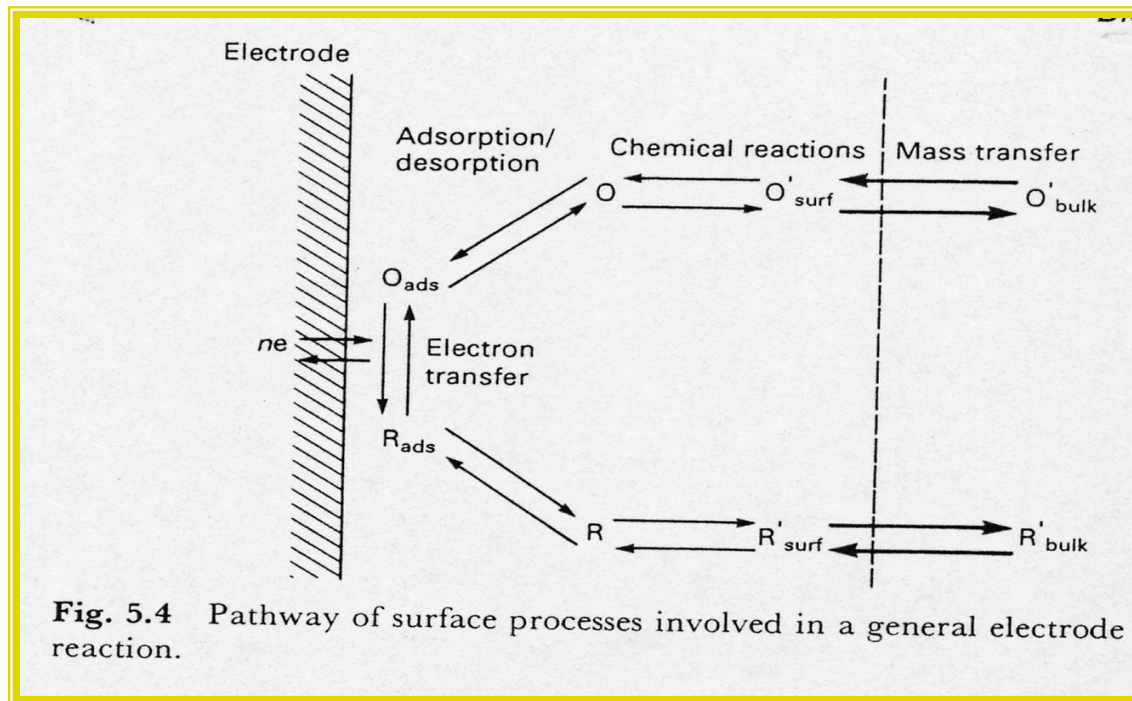 Electrode
Adsorption/
desorption
Chemical reactions
Mass transfer
O
O'surf
O'bulk
Oads
ne
Electron
transfer
Rads
R
R'surf
R'bulk
Fig. 5.4 Pathway of surface processes involved in a general electrode
reaction.